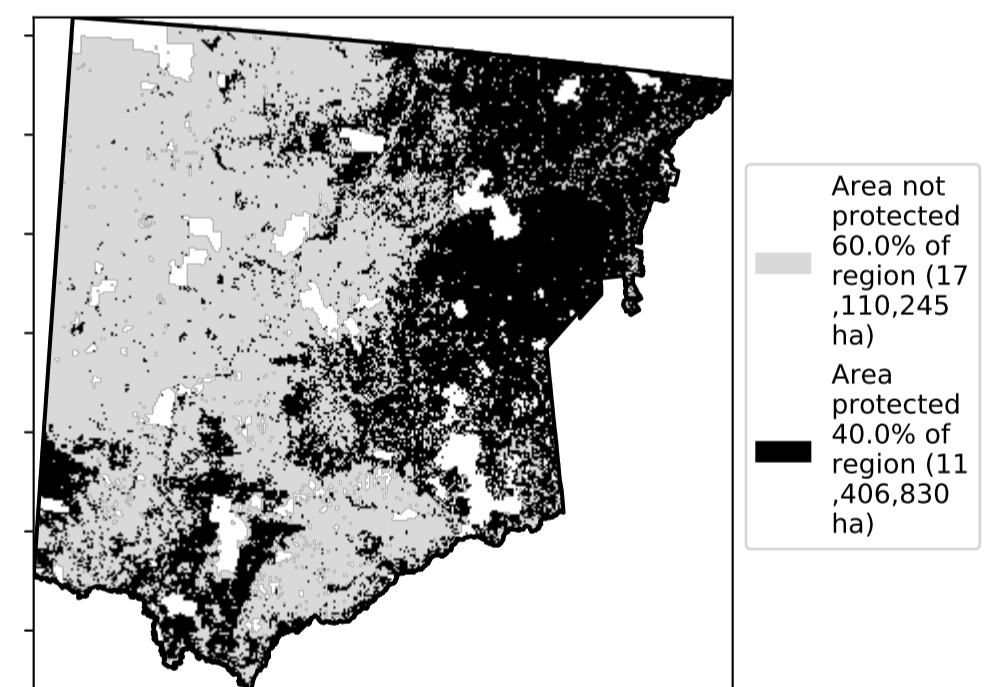 Area not
protected
60.0% of
region (17
,110,245
ha)
Area
protected
40.0% of
region (11
,406,830
ha)